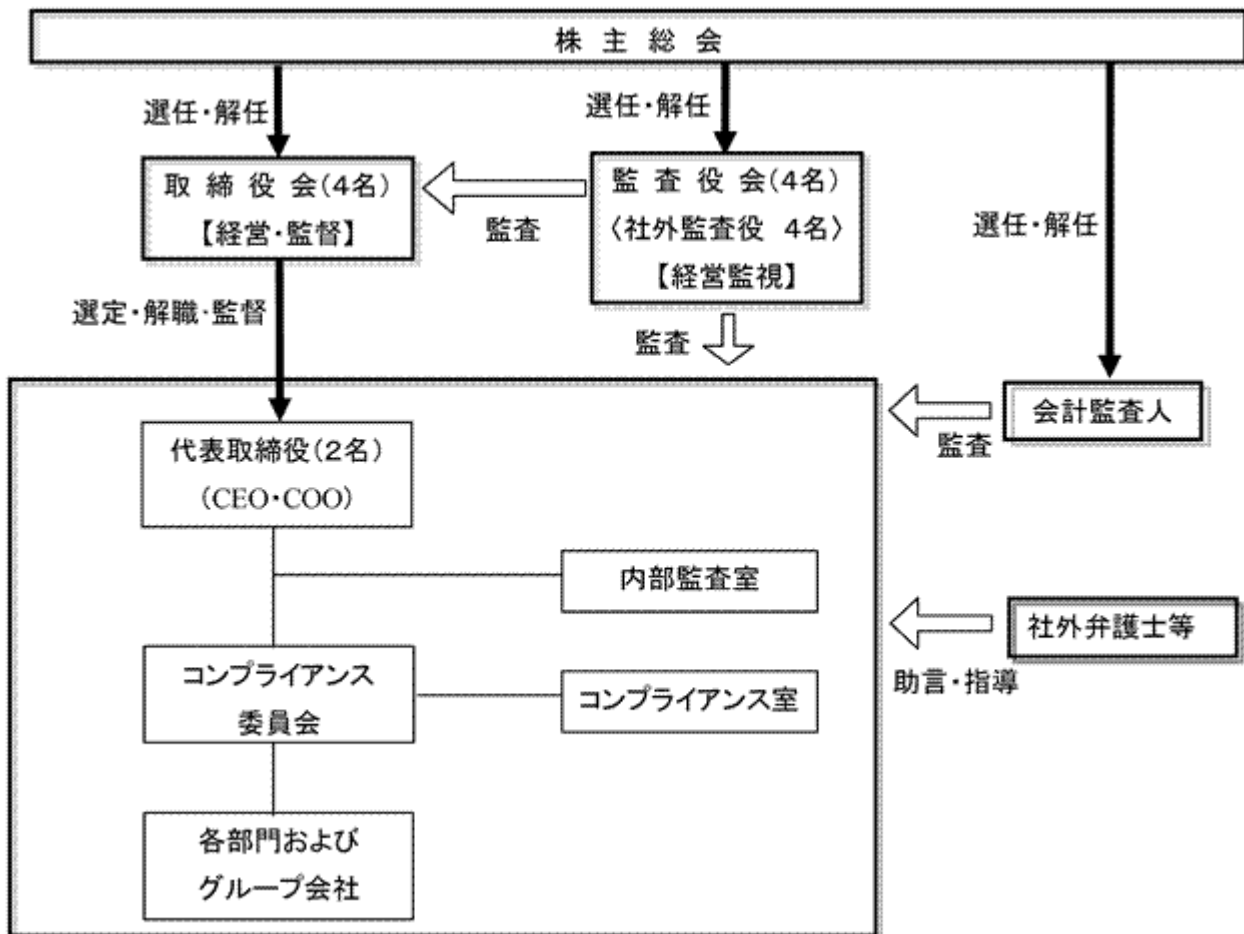 株 主 総 会
選任・解任
選任・解任
選任・解任
取 締 役 会(4名)
【経営・監督】
監査
監 査 役 会(4名)
〈社外監査役 4名〉
【経営監視】
選定・解職・監督
監査
会計監査人
監査
代表取締役(2名)
(CEO・COO)
内部監査室
社外弁護士等
助言・指導
コンプライアンス
委員会
コンプライアンス室
各部門および
グループ会社